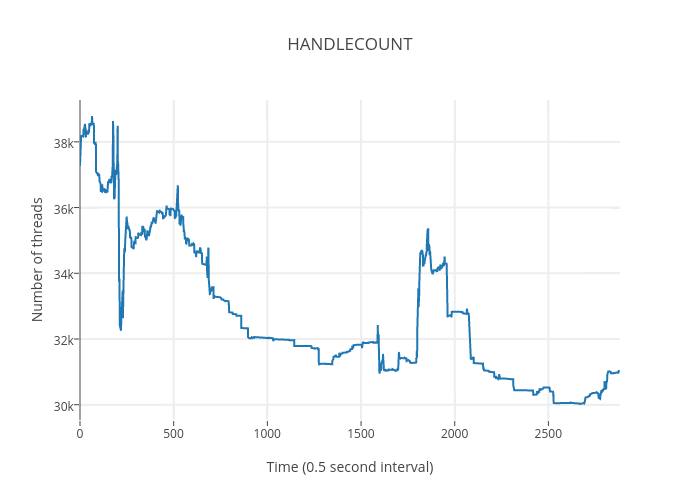 HANDLECOUNT
Number of threads
38k
36k
34k
32k
30k
0 500 1000 1500 2000 2500
Time (0.5 second interval)